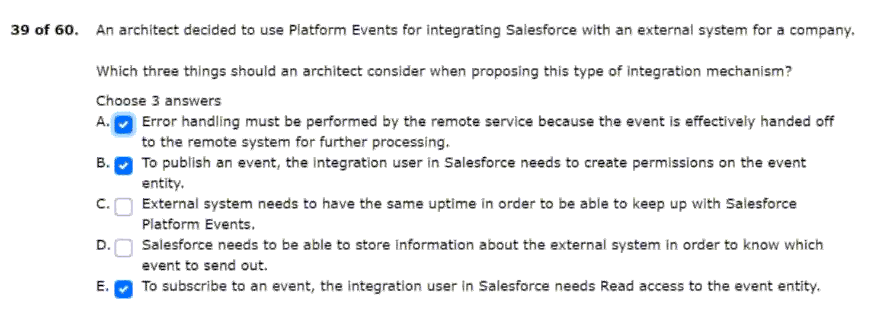 39 of 60. An architect decided to use Platform Events for integrating Salesforce with an external system for a company.
Which three things should an architect consider when proposing this type of integration mechanism?
Choose 3 answers
A. Error handling must be performed by the remote service because the event is effectively handed off
to the remote system for further processing.
B. To publish an event, the integration user in Salesforce needs to create permissions on the event
entity.
C. External system needs to have the same uptime in order to be able to keep up with Salesforce
Platform Events.
D. Salesforce needs to be able to store information about the external system in order to know which
event to send out.
E. To subscribe to an event, the integration user in Salesforce needs Read access to the event entity.